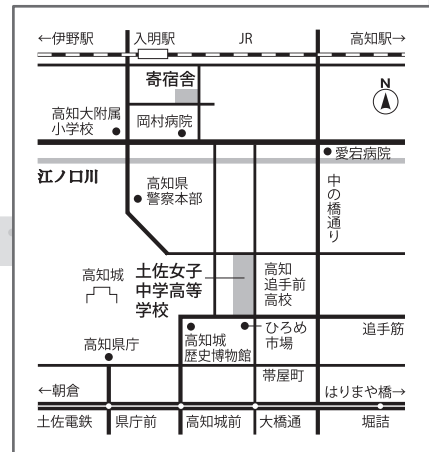 ←伊野駅
入明駅
JR
高知駅→
寄宿舎
N
高知大附属
小学校
岡村病院
愛宕病院
江ノ口川
高知県
警察本部
中の橋通り
高知城
土佐女子
中学高等
学校
高知
追手前
高校
高知城
歴史博物館
ひろめ
市場
追手筋
高知県庁
帯屋町
←朝倉
はりまや橋→
土佐電鉄
県庁前
高知城前
大橋通
堀詰